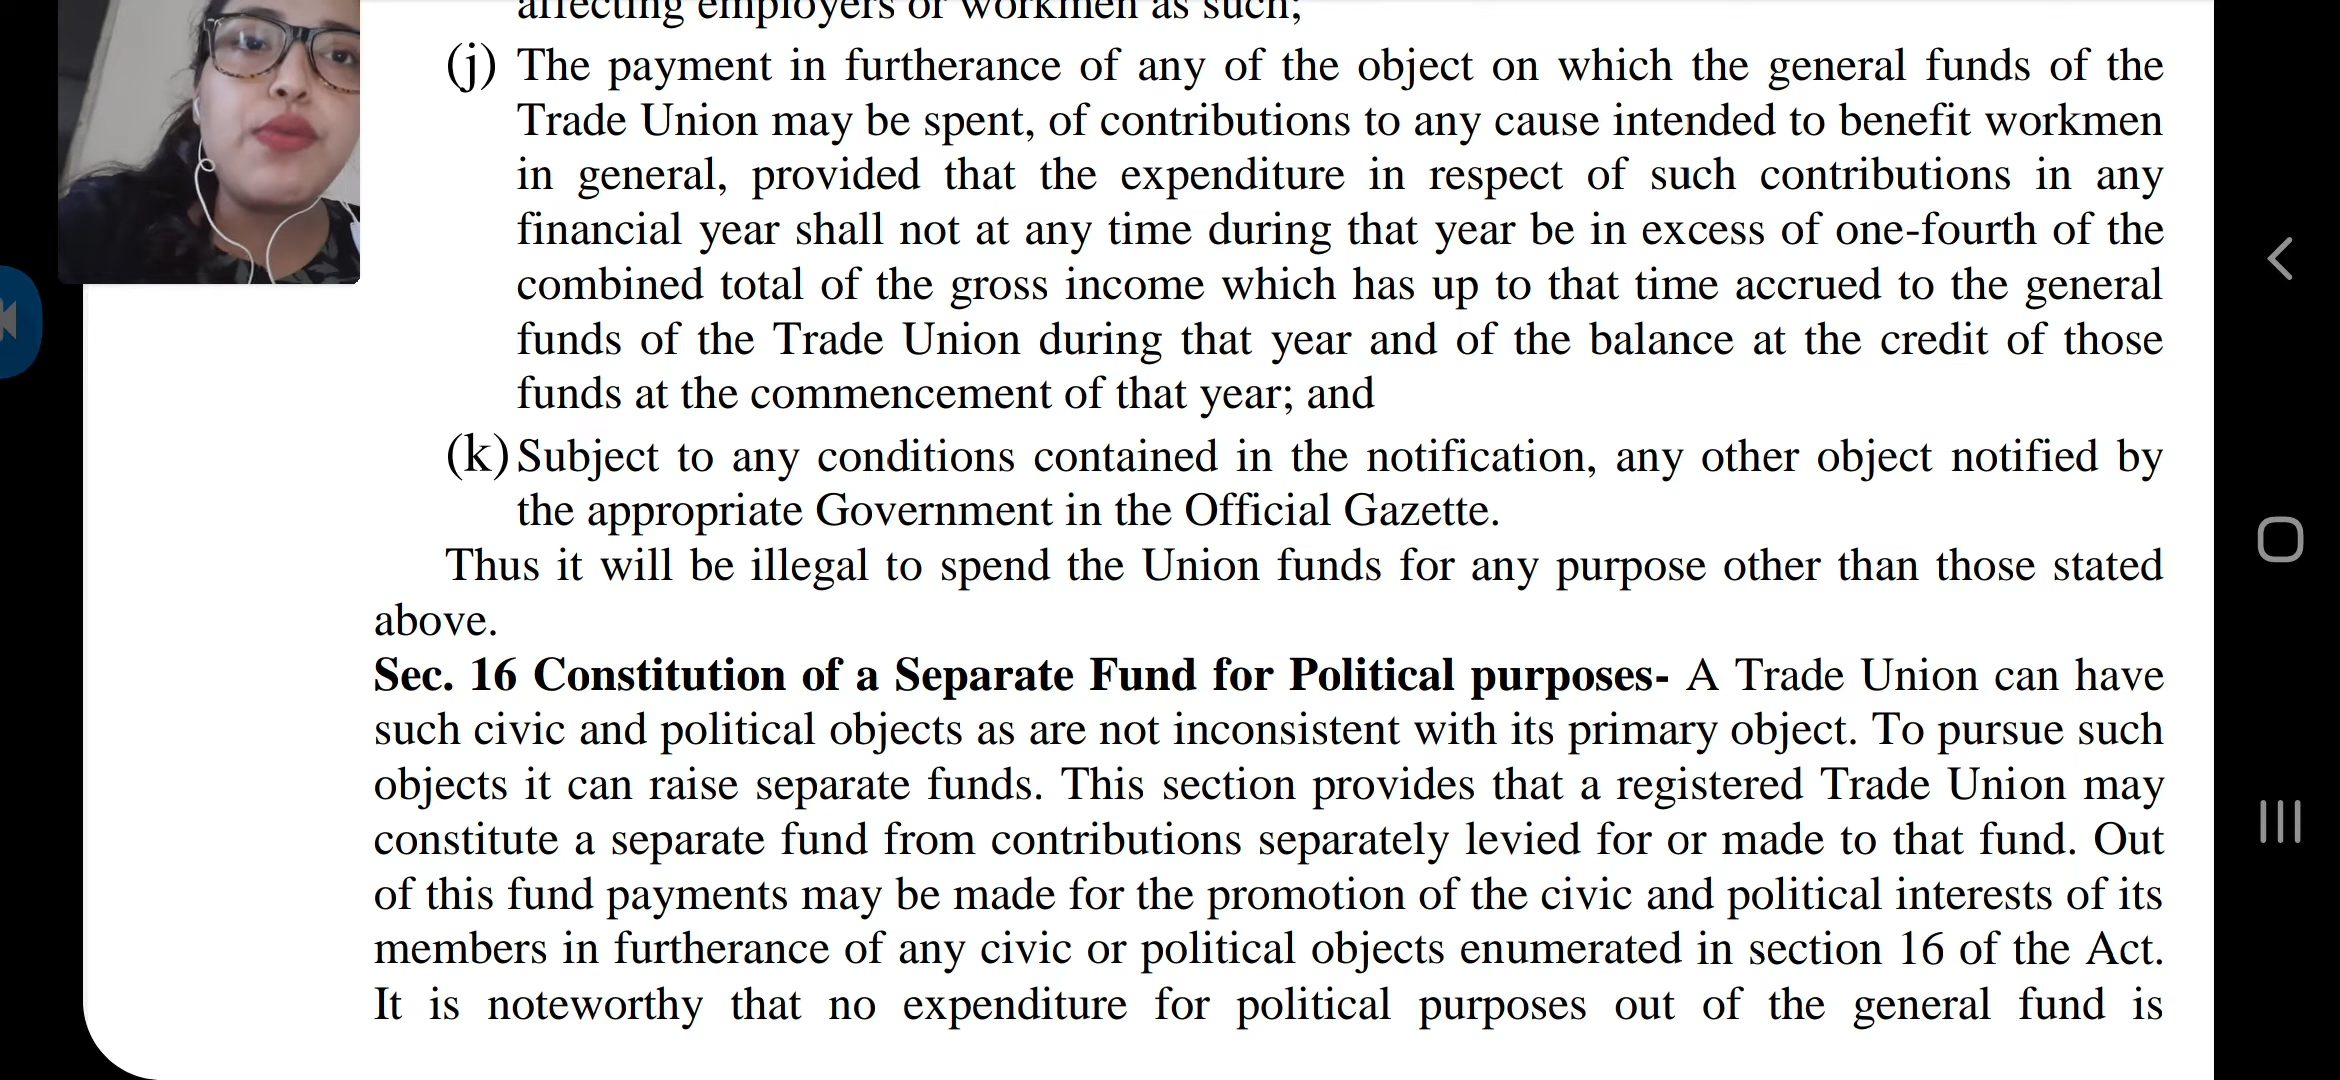 affecting employers or workmen as such;
(j) The payment in furtherance of any of the object on which the general funds of the
Trade Union may be spent, of contributions to any cause intended to benefit workmen
in general, provided that the expenditure in respect of such contributions in any
financial year shall not at any time during that year be in excess of one-fourth of the
combined total of the gross income which has up to that time accrued to the general
funds of the Trade Union during that year and of the balance at the credit of those
funds at the commencement of that year; and
(k) Subject to any conditions contained in the notification, any other object notified by
the appropriate Government in the Official Gazette.
Thus it will be illegal to spend the Union funds for any purpose other than those stated
above.
Sec. 16 Constitution of a Separate Fund for Political purposes- A Trade Union can have
such civic and political objects as are not inconsistent with its primary object. To pursue such
objects it can raise separate funds. This section provides that a registered Trade Union may
constitute a separate fund from contributions separately levied for or made to that fund. Out
of this fund payments may be made for the promotion of the civic and political interests of its
members in furtherance of any civic or political objects enumerated in section 16 of the Act.
It is noteworthy that no expenditure for political purposes out of the general fund is